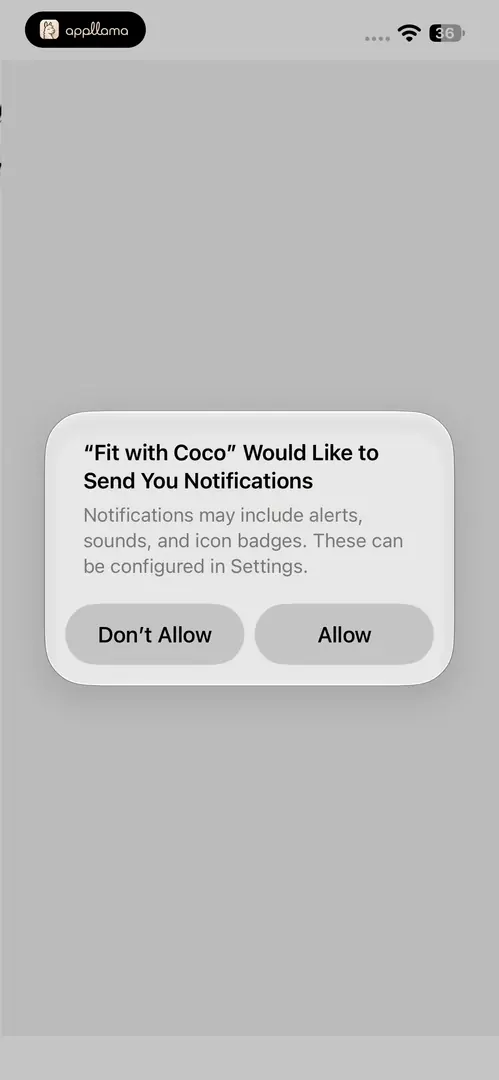 appllama
36
“Fit with Coco” Would Like to
Send You Notifications
Notifications may include alerts,
sounds, and icon badges. These can
be configured in Settings.
Don’t Allow
Allow